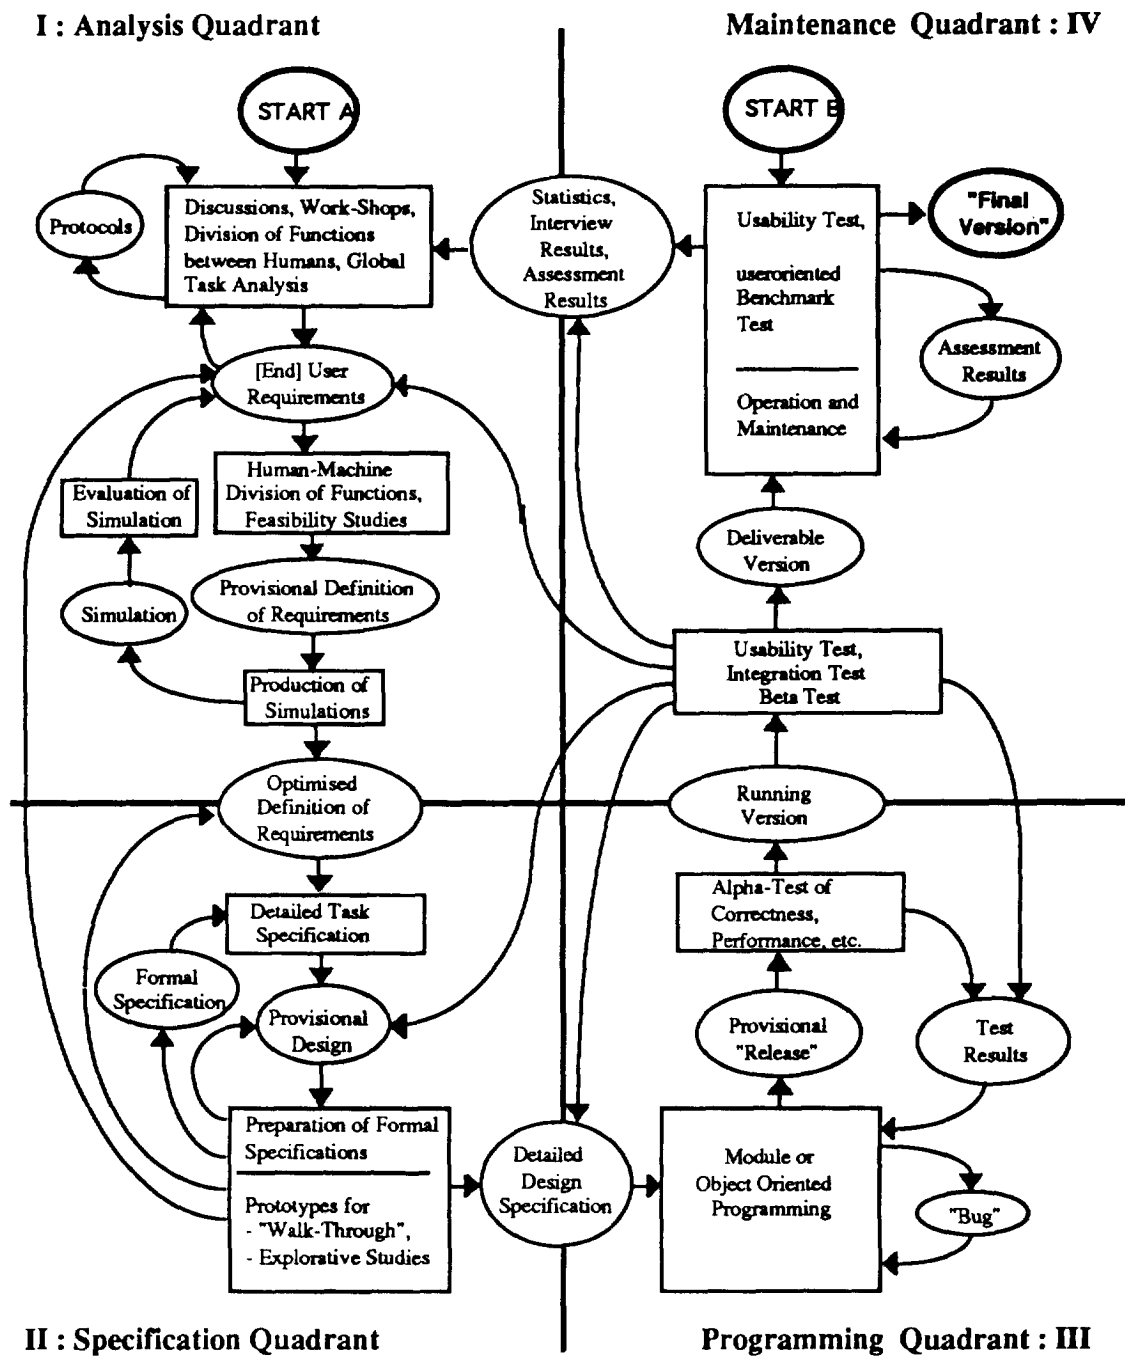 I : Analysis Quadrant
Maintenance Quadrant : IV
START A
START B
Protocols
Discussions, Work-Shops,
Division of Functions
between Humans, Global
Task Analysis
Statistics,
Interview
Results,
Assessment
Results
Usability Test,
useroriented
Benchmark
Test
Operation and
Maintenance
"Final
Version"
Assessment
Results
[End] User
Requirements
Human-Machine
Division of Functions,
Feasibility Studies
Evaluation of
Simulation
Simulation
Provisional Definition
of Requirements
Production of
Simulations
Deliverable
Version
Usability Test,
Integration Test
Beta Test
Optimised
Definition of
Requirements
Running
Version
Detailed Task
Specification
Alpha-Test of
Correctness,
Performance, etc.
Formal
Specification
Provisional
Design
Provisional
"Release"
Test
Results
Preparation of Formal
Specifications
Prototypes for
- "Walk-Through",
- Explorative Studies
Detailed
Design
Specification
Module or
Object Oriented
Programming
"Bug"
II : Specification Quadrant
Programming Quadrant : III